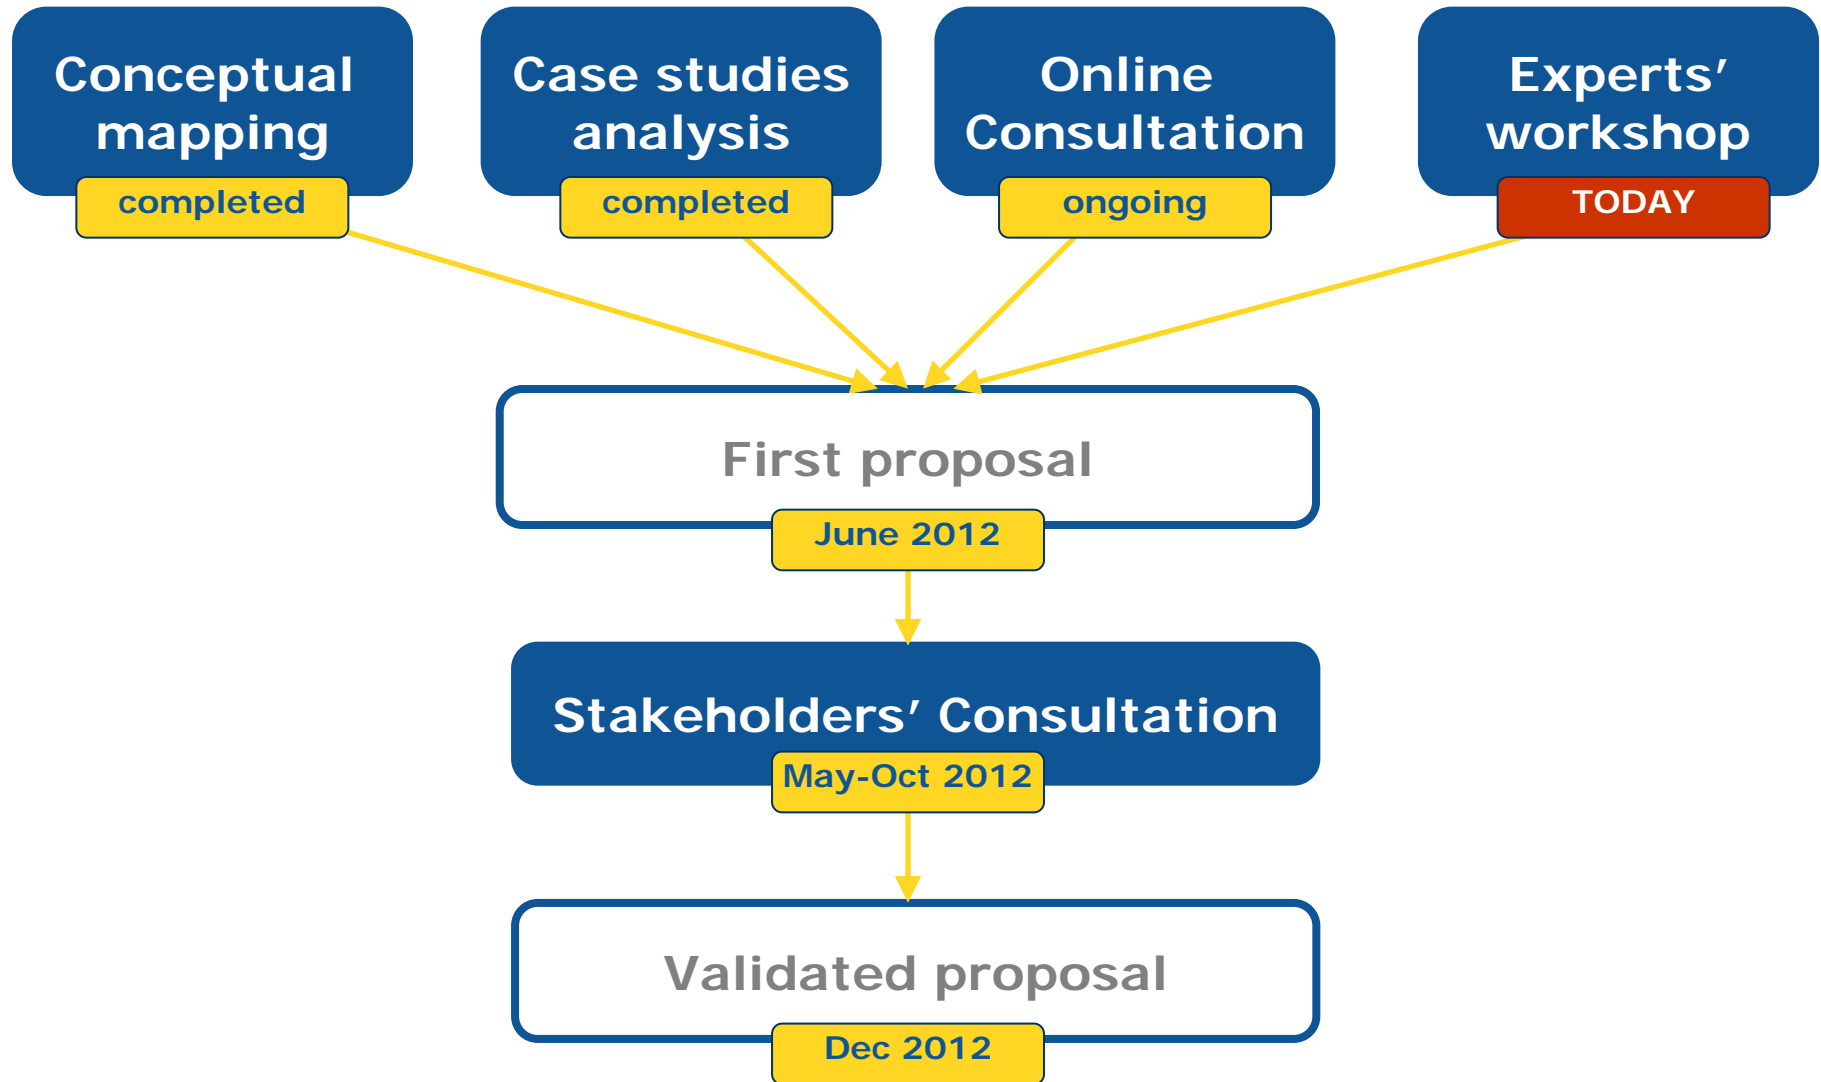 Conceptual
mapping
completed
Case studies
analysis
completed
Online
Consultation
ongoing
Experts’
workshop
TODAY
First proposal
June 2012
Stakeholders’ Consultation
May-Oct 2012
Validated proposal
Dec 2012